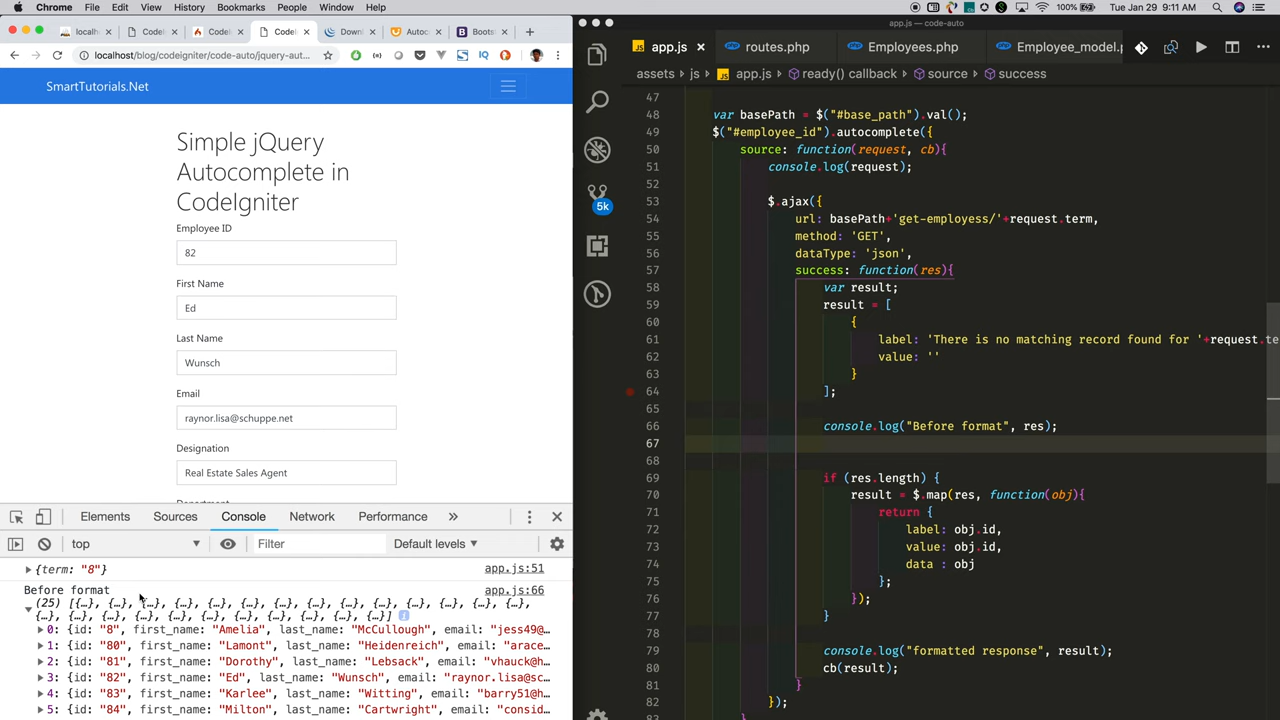 Chrome File Edit View History Bookmarks People Window Help
100% Tue Jan 29 9:11 AM
app.js — code-auto
localh
CodeI
Codel
Downl
Autoc
Bootst
localhost/blog/codeigniter/code-auto/jquery-aut...
SmartTutorials.Net
Simple jQuery
Autocomplete in
CodeIgniter
Employee ID
82
First Name
Ed
Last Name
Wunsch
Email
raynor.lisa@schuppe.net
Designation
Real Estate Sales Agent
Elements Sources Console Network Performance »
top Filter Default levels
{term: "8"} app.js:51
Before format app.js:66
(25) [{…}, {…}, {…}, {…}, {…}, {…}, {…}, {…}, {…}, {…}, {…}, {…}, {…},
{…}, {…}, {…}, {…}, {…}, {…}, {…}, {…}, {…}, {…}, {…}, {…}] i
0: {id: "8", first_name: "Amelia", last_name: "McCullough", email: "jess49@…
1: {id: "80", first_name: "Lamont", last_name: "Heidenreich", email: "arace…
2: {id: "81", first_name: "Dorothy", last_name: "Lebsack", email: "vhauck@h…
3: {id: "82", first_name: "Ed", last_name: "Wunsch", email: "raynor.lisa@sc…
4: {id: "83", first_name: "Karlee", last_name: "Witting", email: "barry51@h…
5: {id: "84", first_name: "Milton", last_name: "Cartwright", email: "consid…
5k
app.js routes.php Employees.php Employee_model.p
assets › js › app.js › ready() callback › source › success
47
48 var basePath = $("#base_path").val();
49 $("#employee_id").autocomplete({
50 source: function(request, cb){
51 console.log(request);
52
53 $.ajax({
54 url: basePath+'get-employess/'+request.term,
55 method: 'GET',
56 dataType: 'json',
57 success: function(res){
58 var result;
59 result = [
60 {
61 label: 'There is no matching record found for '+request.te
62 value: ''
63 }
64 ];
65
66 console.log("Before format", res);
67
68
69 if (res.length) {
70 result = $.map(res, function(obj){
71 return {
72 label: obj.id,
73 value: obj.id,
74 data : obj
75 };
76 });
77 }
78
79 console.log("formatted response", result);
80 cb(result);
81 }
82 });
83 }